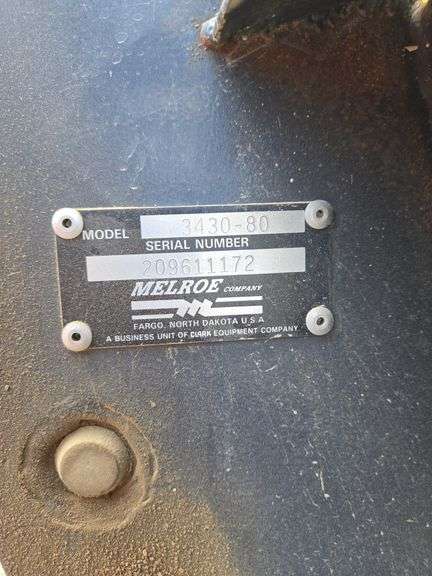 MODEL 3430-80
SERIAL NUMBER
209611172
MELROE COMPANY
FARGO, NORTH DAKOTA U.S.A
A BUSINESS UNIT OF CLARK EQUIPMENT COMPANY